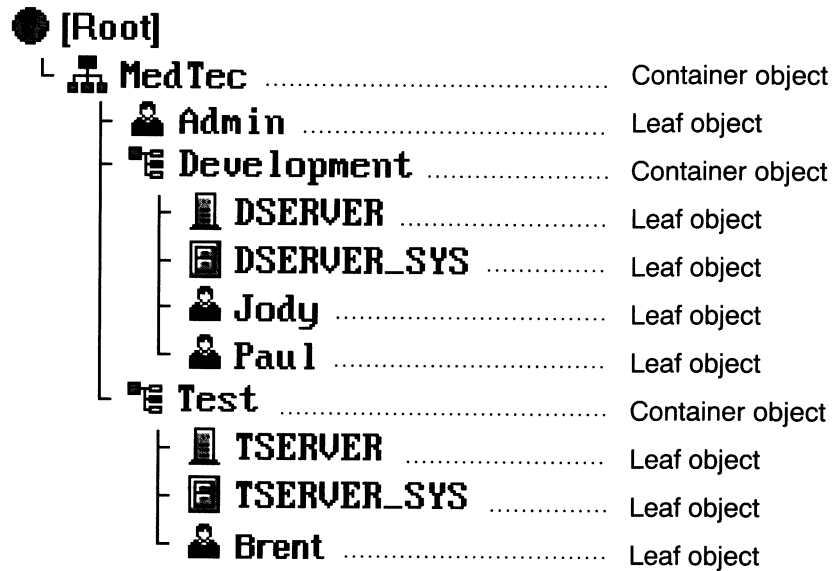 [Root]
MedTec ........ Container object
Admin ........ Leaf object
Development ........ Container object
DSERVER ........ Leaf object
DSERVER_SYS ........ Leaf object
Jody ........ Leaf object
Paul ........ Leaf object
Test ........ Container object
TSERVER ........ Leaf object
TSERVER_SYS ........ Leaf object
Brent ........ Leaf object